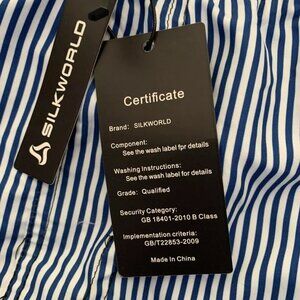 SILKWORLD
Certificate
Brand: SILKWORLD
Component:
See the wash label fpr details
Washing Instructions:
See the wash label for details
Grade: Qualified
Security Category:
GB 18401-2010 B Class
Implementation criteria:
GB/T22853-2009
Made In China